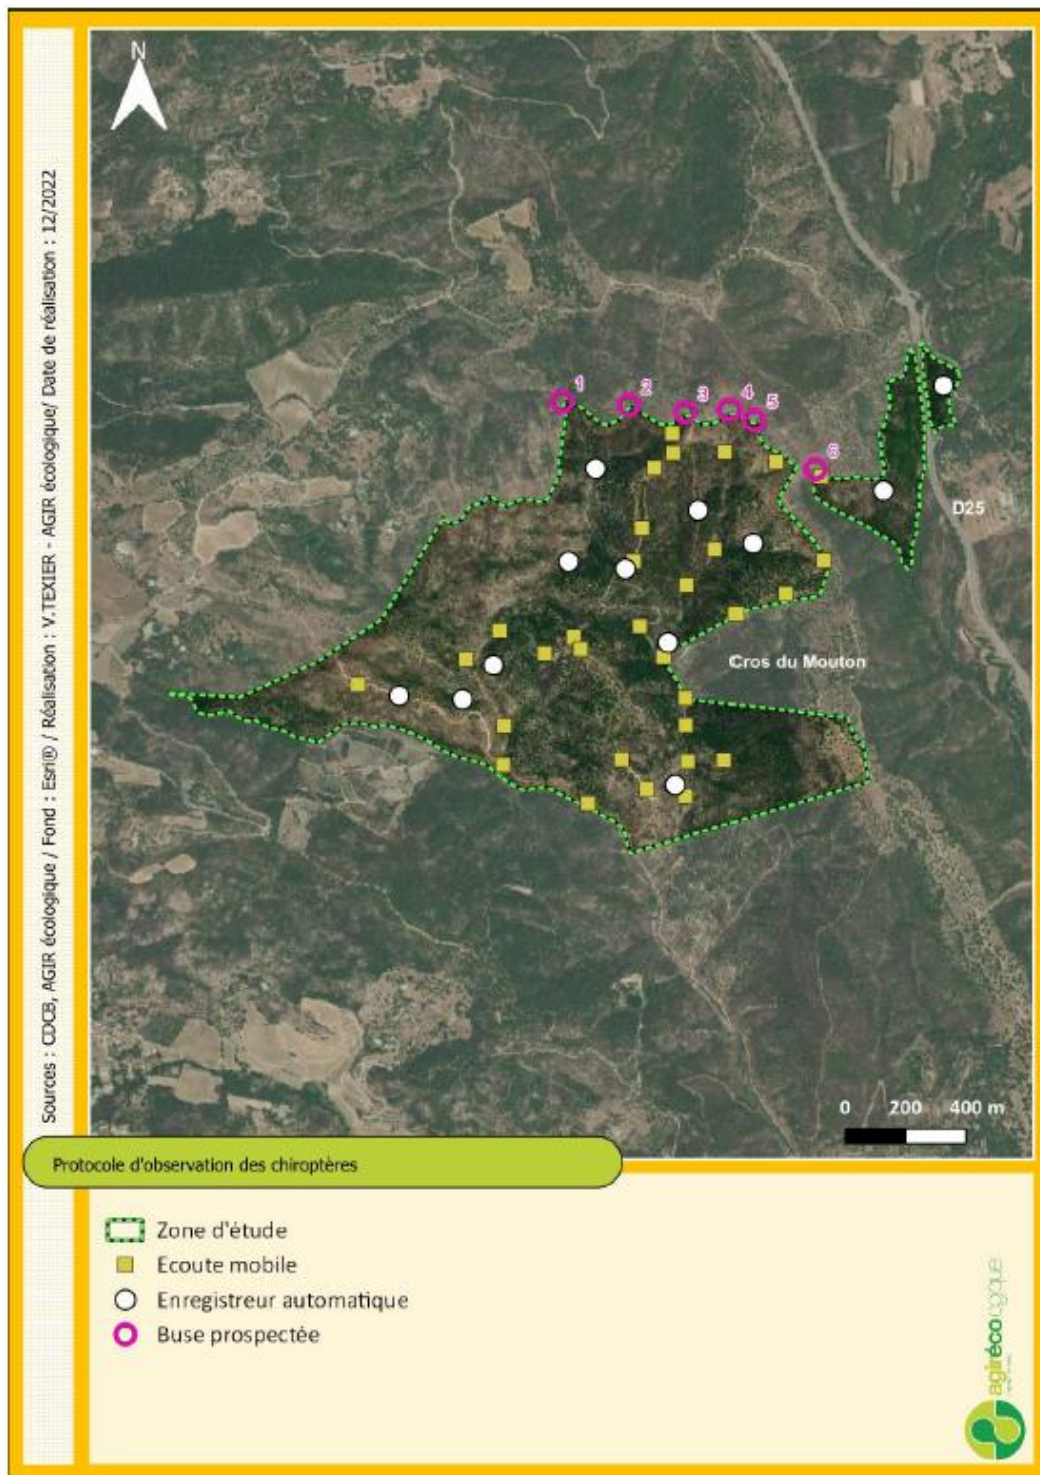 N
Sources : CDCB, AGIR écologique / Fond : Esri® / Réalisation : V.TEXIER - AGIR écologique/ Date de réalisation : 12/2022
1
2
3
4
5
6
D25
Cros du Mouton
0 200 400 m
Protocole d'observation des chiroptères
Zone d'étude
Ecoute mobile
Enregistreur automatique
Buse prospectée
agirécologique